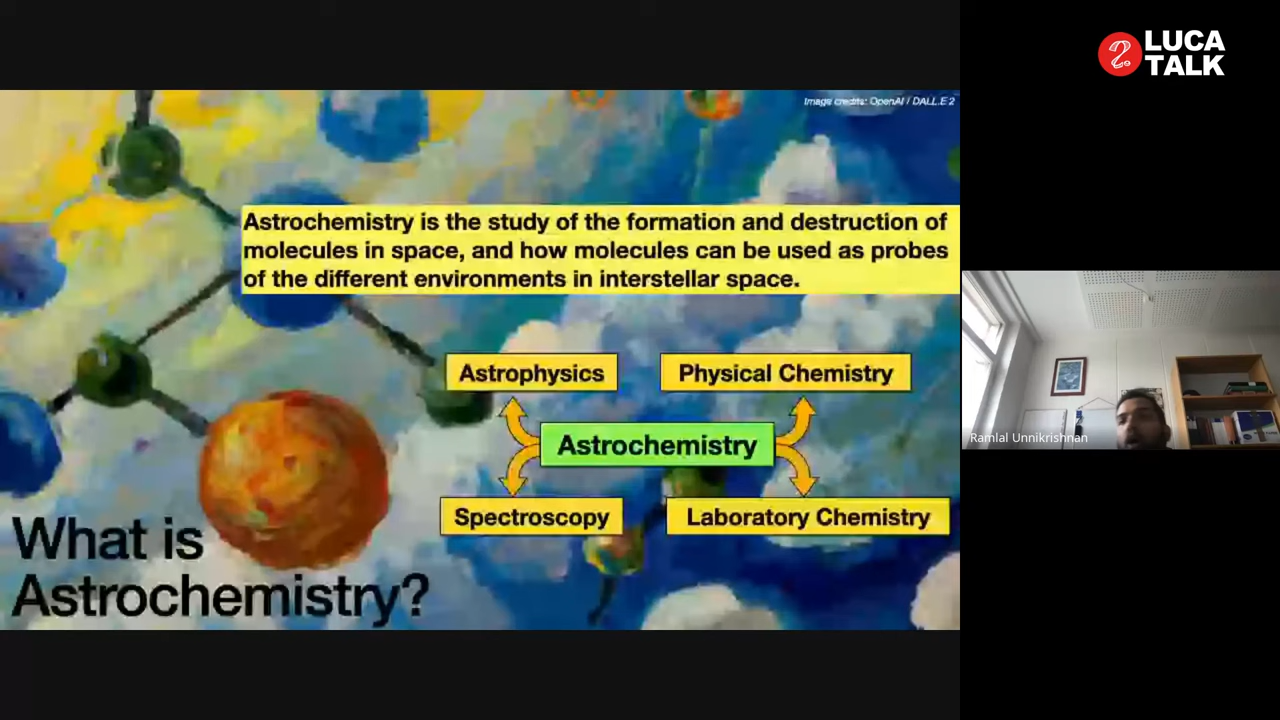 LUCA
TALK
Image credits: OpenAI / DALL.E 2
Astrochemistry is the study of the formation and destruction of
molecules in space, and how molecules can be used as probes
of the different environments in interstellar space.
Astrophysics
Physical Chemistry
Astrochemistry
Spectroscopy
Laboratory Chemistry
What is
Astrochemistry?
Ramlal Unnikrishnan